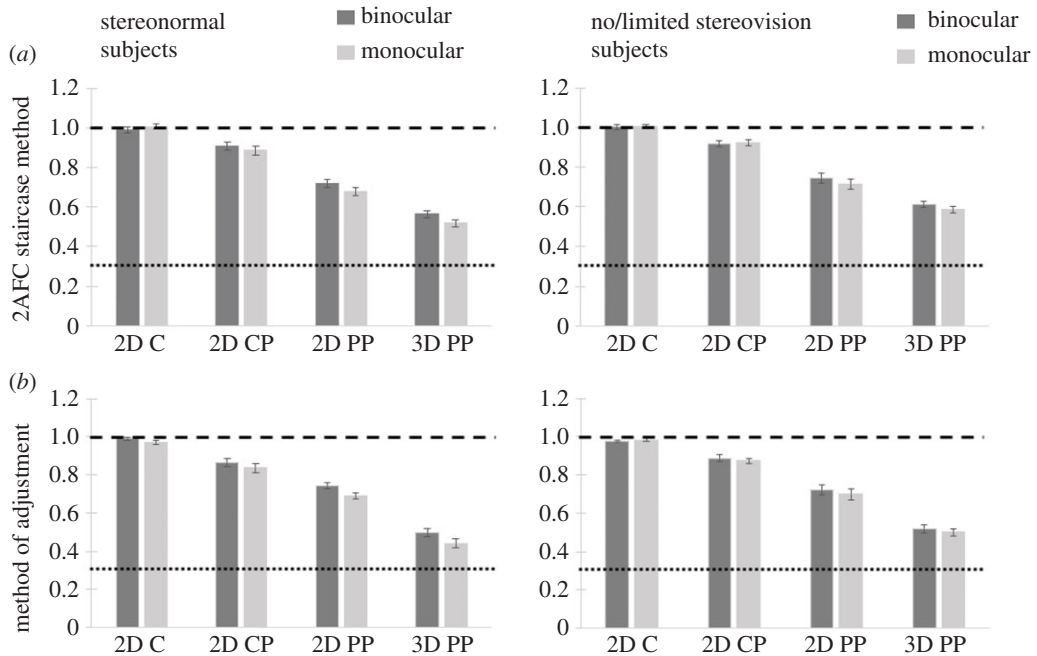 stereonormal
subjects
binocular
monocular
no/limited stereovision
subjects
binocular
monocular
(a)
2AFC staircase method
1.2
1.0
0.8
0.6
0.4
0.2
0
2D C 2D CP 2D PP 3D PP
1.2
1.0
0.8
0.6
0.4
0.2
0
2D C 2D CP 2D PP 3D PP
(b)
method of adjustment
1.2
1.0
0.8
0.6
0.4
0.2
0
2D C 2D CP 2D PP 3D PP
1.2
1.0
0.8
0.6
0.4
0.2
0
2D C 2D CP 2D PP 3D PP